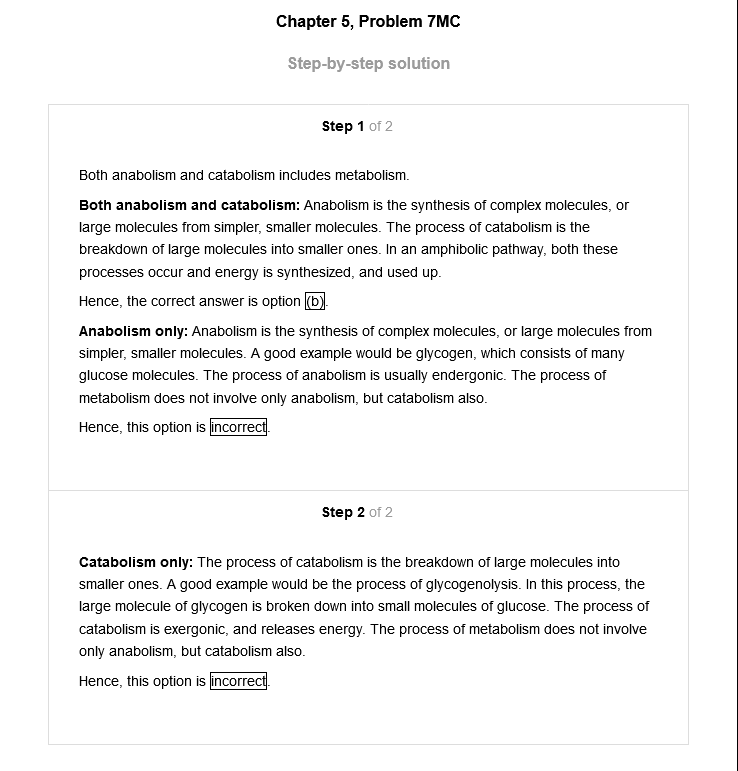 Chapter 5, Problem 7MC
Step-by-step solution
Step 1 of 2
Both anabolism and catabolism includes metabolism.
Both anabolism and catabolism: Anabolism is the synthesis of complex molecules, or
large molecules from simpler, smaller molecules. The process of catabolism is the
breakdown of large molecules into smaller ones. In an amphibolic pathway, both these
processes occur and energy is synthesized, and used up.
Hence, the correct answer is option (b).
Anabolism only: Anabolism is the synthesis of complex molecules, or large molecules from
simpler, smaller molecules. A good example would be glycogen, which consists of many
glucose molecules. The process of anabolism is usually endergonic. The process of
metabolism does not involve only anabolism, but catabolism also.
Hence, this option is incorrect.
Step 2 of 2
Catabolism only: The process of catabolism is the breakdown of large molecules into
smaller ones. A good example would be the process of glycogenolysis. In this process, the
large molecule of glycogen is broken down into small molecules of glucose. The process of
catabolism is exergonic, and releases energy. The process of metabolism does not involve
only anabolism, but catabolism also.
Hence, this option is incorrect.